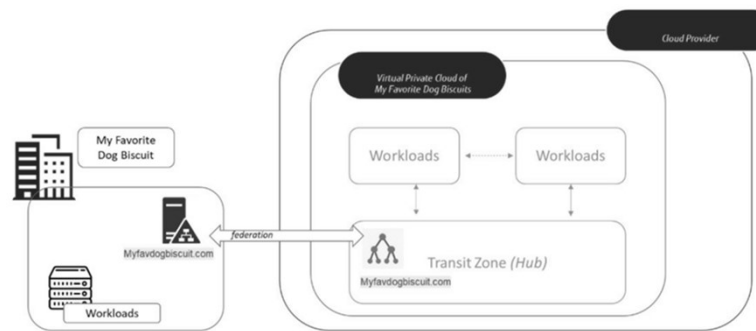 Cloud Provider
Virtual Private Cloud of
My Favorite Dog Biscuits
My Favorite
Dog Biscuit
Workloads
Workloads
Myfavdogbiscuit.com
federation
Transit Zone (Hub)
Myfavdogbiscuit.com
Workloads